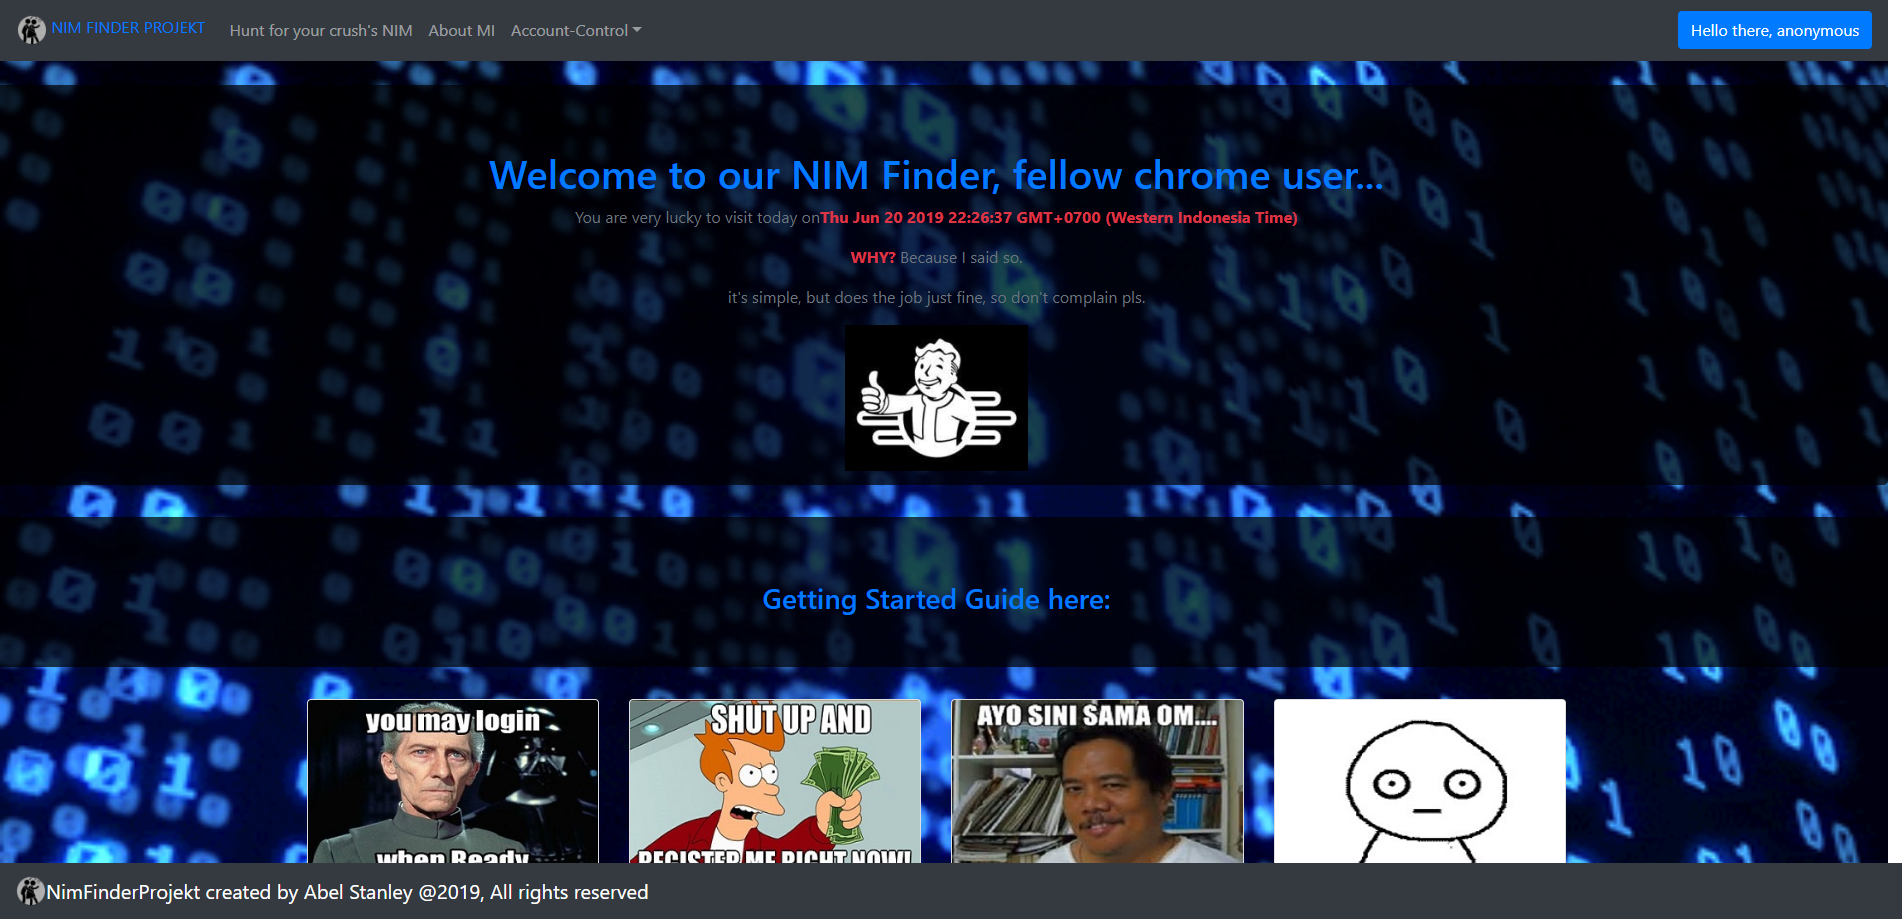 NIM FINDER PROJEKT
Hunt for your crush's NIM
About MI
Account-Control
Hello there, anonymous
Welcome to our NIM Finder, fellow chrome user...
You are very lucky to visit today onThu Jun 20 2019 22:26:37 GMT+0700 (Western Indonesia Time)
WHY? Because I said so.
it's simple, but does the job just fine, so don't complain pls.
Getting Started Guide here:
you may login
when Ready
SHUT UP AND
REGISTER ME RIGHT NOW!
AYO SINI SAMA OM....
NimFinderProjekt created by Abel Stanley @2019, All rights reserved